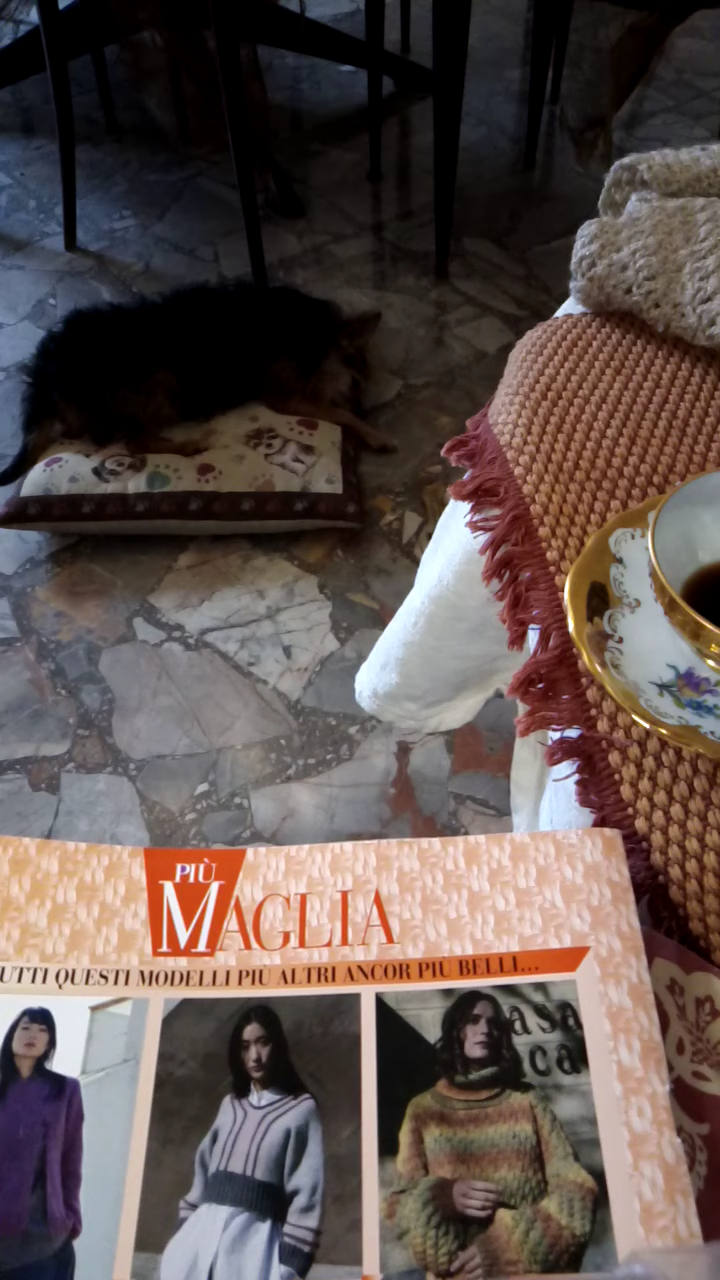 PIÙ
MAGLIA
UTTI QUESTI MODELLI PIÙ ALTRI ANCOR PIÙ BELLI...
asa
ca